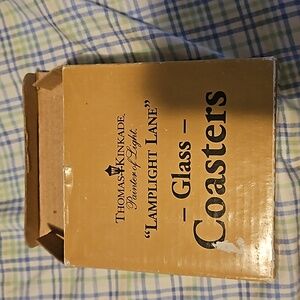 THOMAS KINKADE
Painter of Light
"LAMPLIGHT LANE"
– Glass –
Coasters